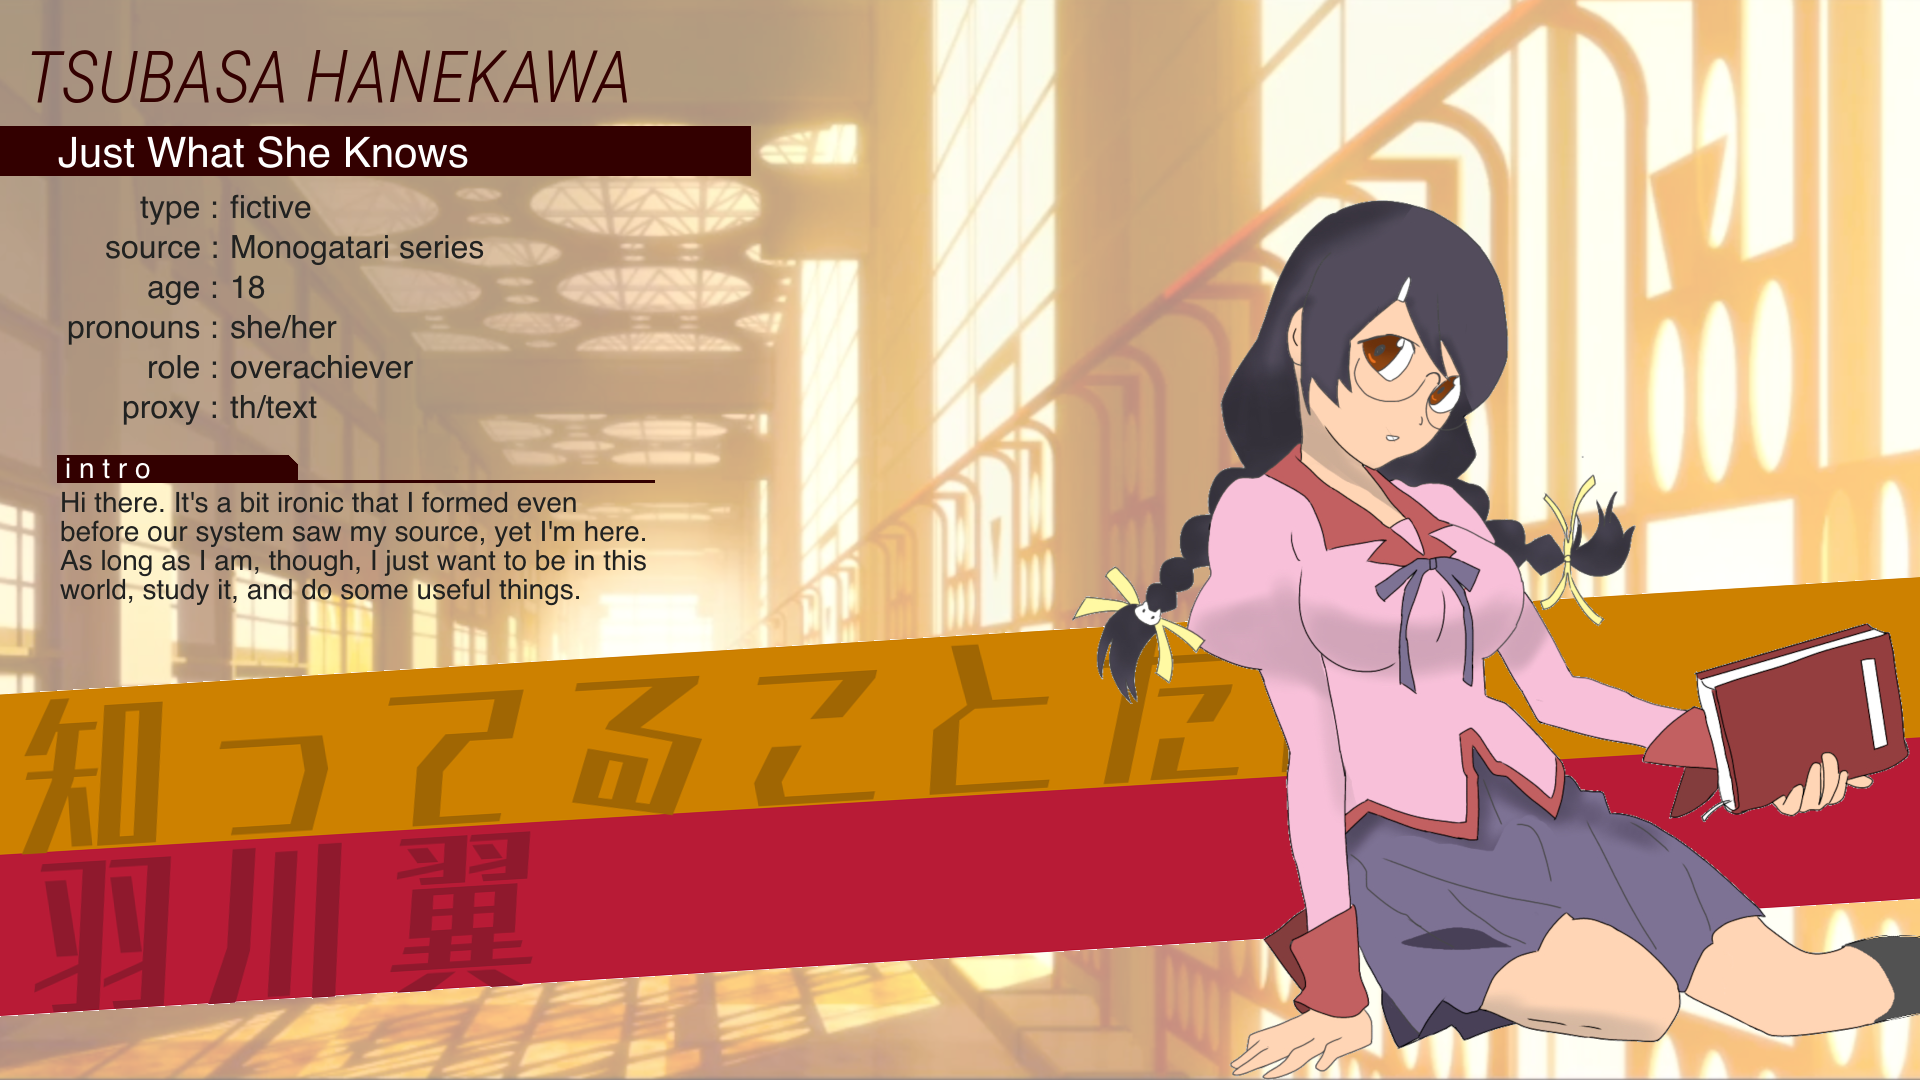 TSUBASA HANEKAWA
Just What She Knows
type : fictive
source : Monogatari series
age : 18
pronouns : she/her
role : overachiever
proxy : th/text
intro
Hi there. It's a bit ironic that I formed even
before our system saw my source, yet I'm here.
As long as I am, though, I just want to be in this
world, study it, and do some useful things.
知ってることだ
羽川翼